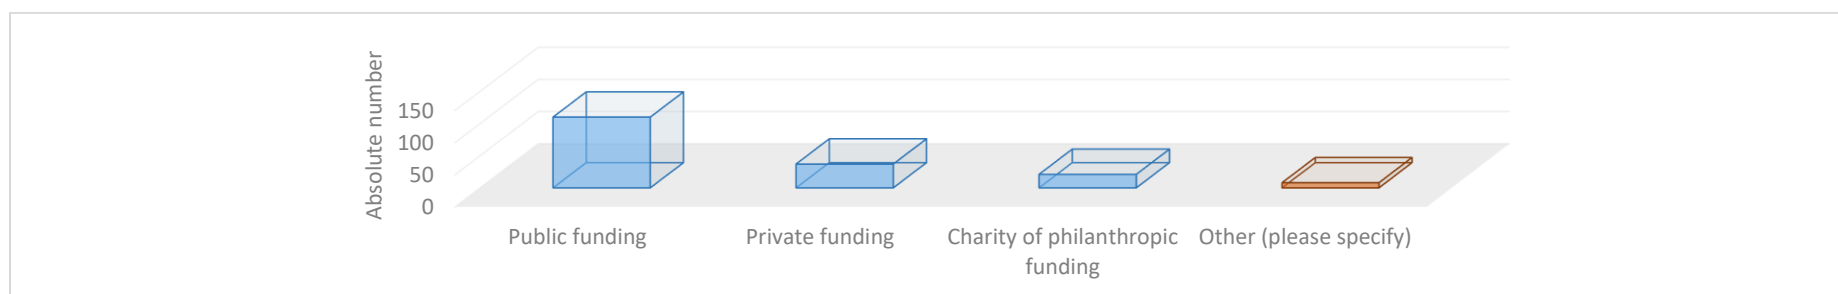 Absolute number
150
100
50
0
Public funding
Private funding
Charity of philanthropic
funding
Other (please specify)